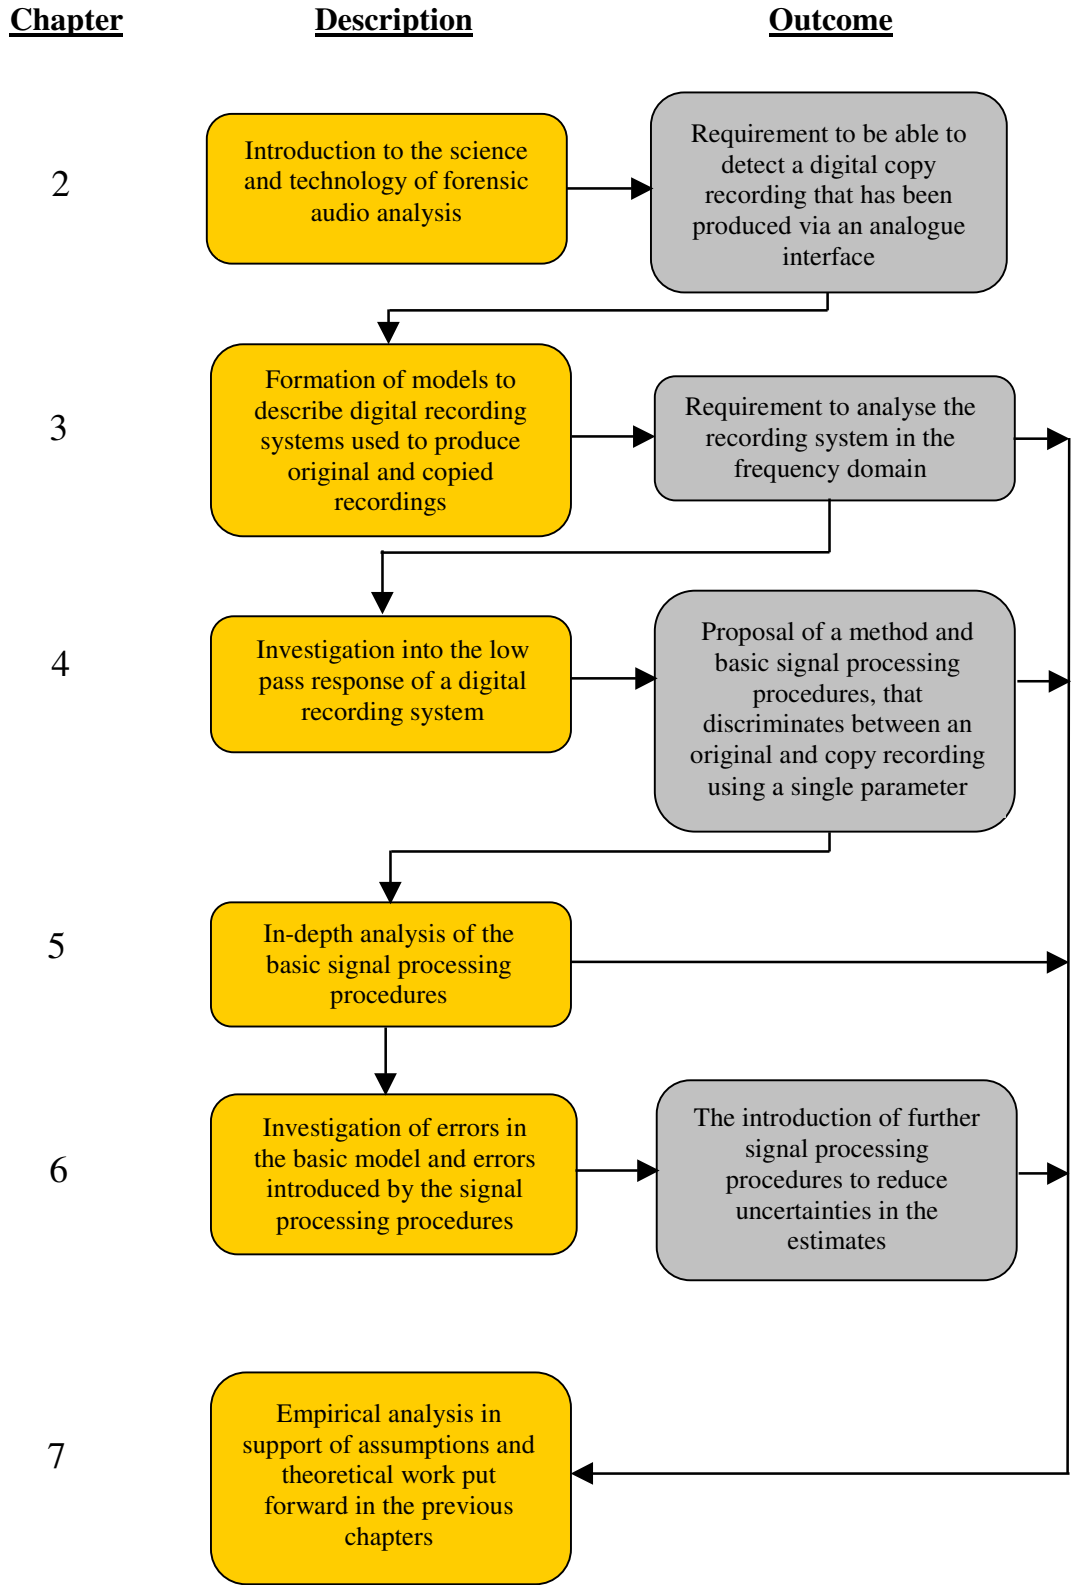 Chapter Description Outcome
2
Introduction to the science
and technology of forensic
audio analysis
Requirement to be able to
detect a digital copy
recording that has been
produced via an analogue
interface
3
Formation of models to
describe digital recording
systems used to produce
original and copied
recordings
Requirement to analyse the
recording system in the
frequency domain
4
Investigation into the low
pass response of a digital
recording system
Proposal of a method and
basic signal processing
procedures, that
discriminates between an
original and copy recording
using a single parameter
5
In-depth analysis of the
basic signal processing
procedures
6
Investigation of errors in
the basic model and errors
introduced by the signal
processing procedures
The introduction of further
signal processing
procedures to reduce
uncertainties in the
estimates
7
Empirical analysis in
support of assumptions and
theoretical work put
forward in the previous
chapters